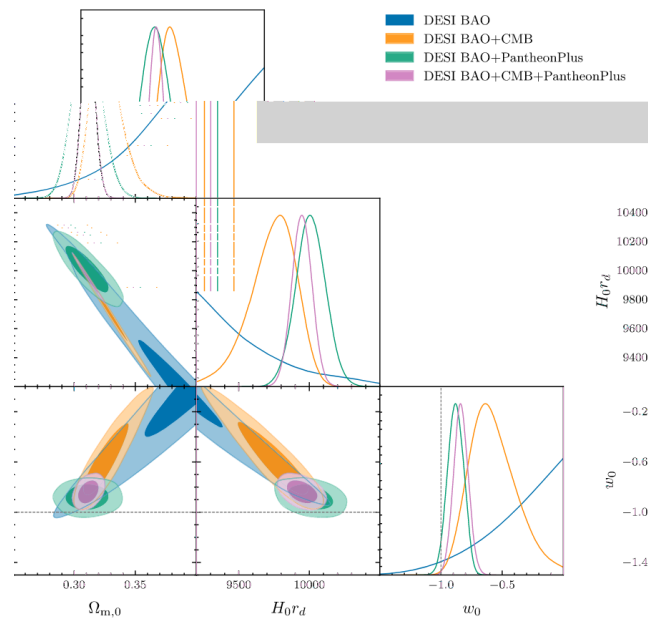 DESI BAO
DESI BAO+CMB
DESI BAO+PantheonPlus
DESI BAO+CMB+PantheonPlus
10400
10200
10000
9800
9600
9400
H₀r_d
−0.2
−0.6
−1.0
−1.4
w₀
0.30 0.35
9500 10000
−1.0 −0.5
Ωm,0
H₀r_d
w₀